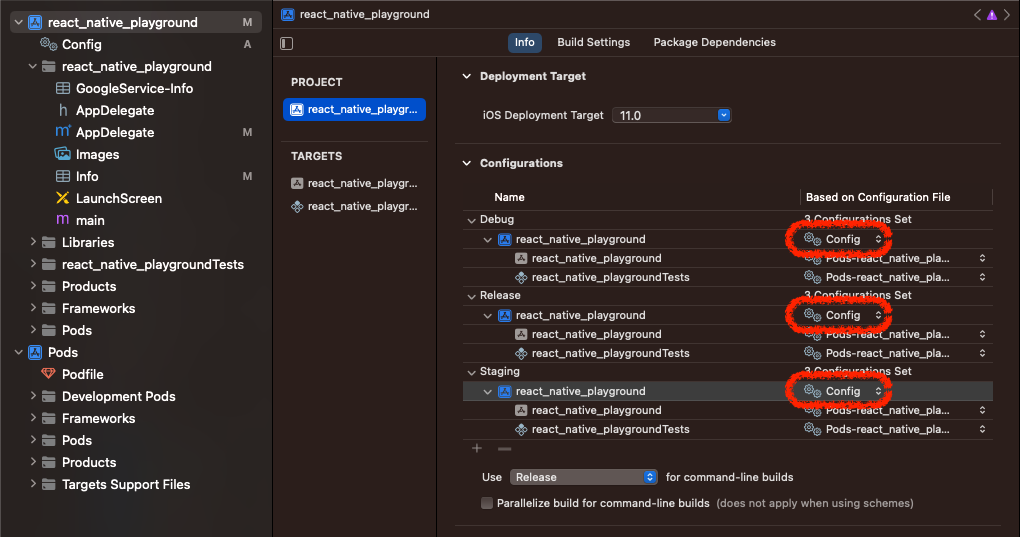 react_native_playground M
Config A
react_native_playground
GoogleService-Info
AppDelegate
AppDelegate M
Images
Info M
LaunchScreen
main
Libraries
react_native_playgroundTests
Products
Frameworks
Pods
Pods
Podfile
Development Pods
Frameworks
Pods
Products
Targets Support Files
react_native_playground
Info Build Settings Package Dependencies
PROJECT
react_native_playgr...
TARGETS
react_native_playgr...
react_native_playgr...
Deployment Target
iOS Deployment Target 11.0
Configurations
Name Based on Configuration File
Debug 3 Configurations Set
react_native_playground Config
react_native_playground Pods-react_native_pla...
react_native_playgroundTests Pods-react_native_pla...
Release 3 Configurations Set
react_native_playground Config
react_native_playground Pods-react_native_pla...
react_native_playgroundTests Pods-react_native_pla...
Staging 3 Configurations Set
react_native_playground Config
react_native_playground Pods-react_native_pla...
react_native_playgroundTests Pods-react_native_pla...
Use Release for command-line builds
Parallelize build for command-line builds (does not apply when using schemes)